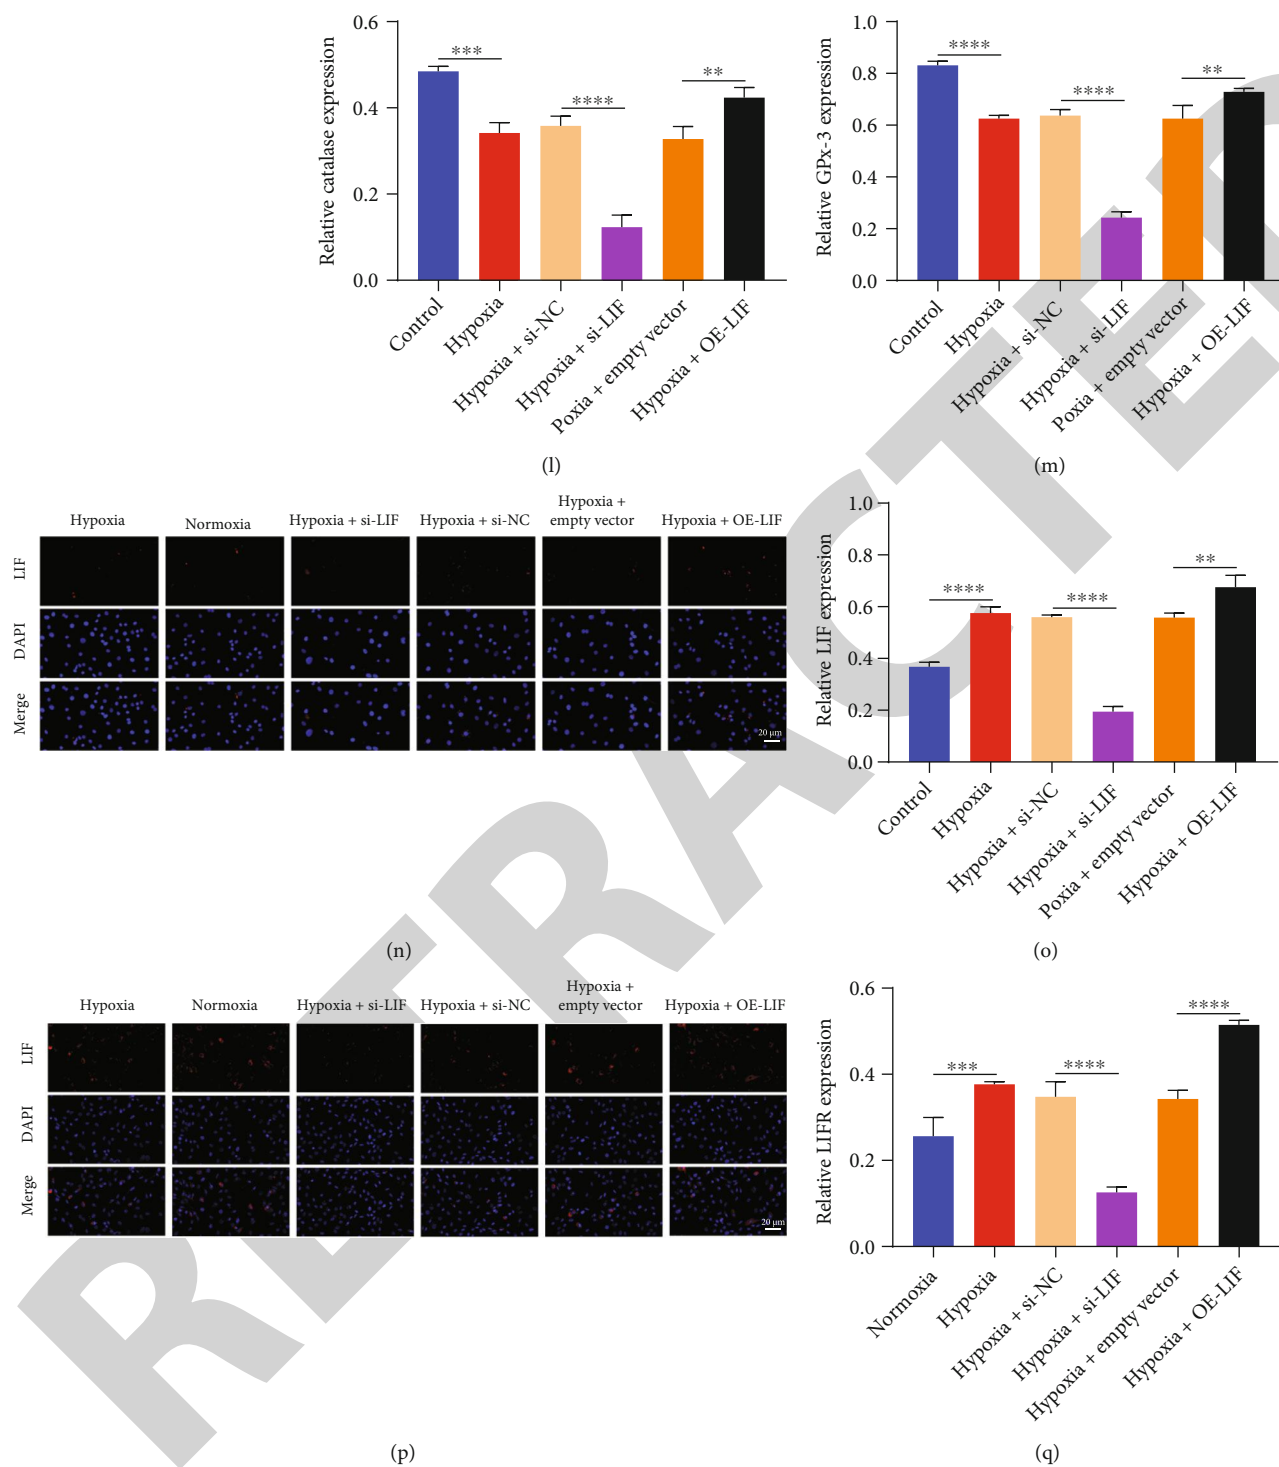 0.6
0.4
0.2
0.0
Relative catalase expression
***
****
**
Control
Hypoxia
Hypoxia + si-NC
Hypoxia + si-LIF
Poxia + empty vector
Hypoxia + OE-LIF
(l)
1.0
0.8
0.6
0.4
0.2
0.0
Relative GPx-3 expression
****
****
**
Control
Hypoxia
Hypoxia + si-NC
Hypoxia + si-LIF
Poxia + empty vector
Hypoxia + OE-LIF
(m)
Hypoxia
Normoxia
Hypoxia + si-LIF
Hypoxia + si-NC
Hypoxia +
empty vector
Hypoxia + OE-LIF
LIF
DAPI
Merge
20 μm
(n)
1.0
0.8
0.6
0.4
0.2
0.0
Relative LIF expression
****
****
**
Control
Hypoxia
Hypoxia + si-NC
Hypoxia + si-LIF
Poxia + empty vector
Hypoxia + OE-LIF
(o)
Hypoxia
Normoxia
Hypoxia + si-LIF
Hypoxia + si-NC
Hypoxia +
empty vector
Hypoxia + OE-LIF
LIF
DAPI
Merge
20 μm
(p)
0.6
0.4
0.2
0.0
Relative LIFR expression
***
****
****
Normoxia
Hypoxia
Hypoxia + si-NC
Hypoxia + si-LIF
Hypoxia + empty vector
Hypoxia + OE-LIF
(q)
RETRACTE